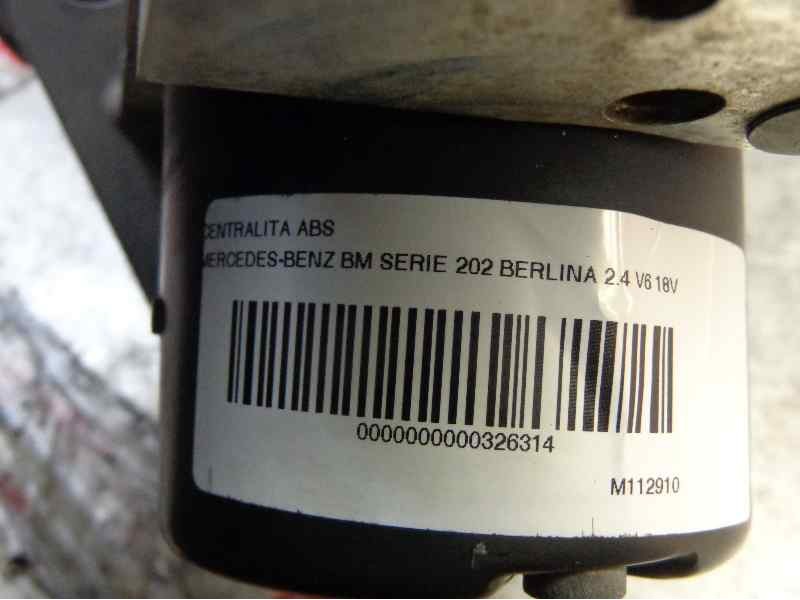 CENTRALITA ABS
MERCEDES-BENZ BM SERIE 202 BERLINA 2.4 V6 18V
0000000000326314
M112910